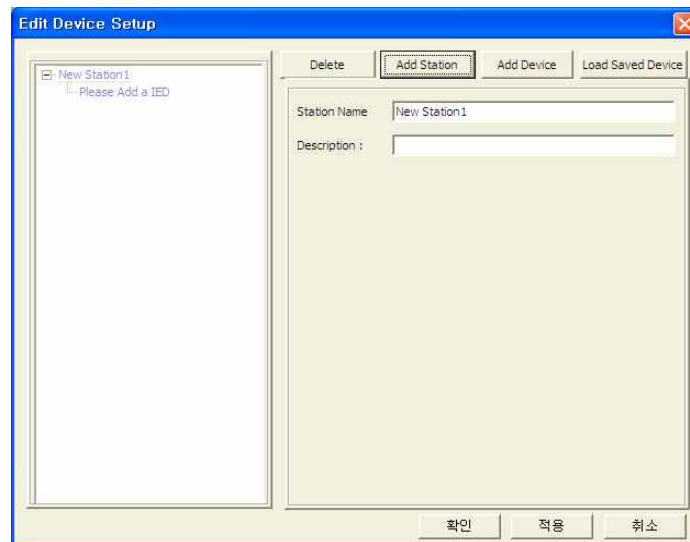 Edit Device Setup
New Station1
Please Add a IED
Delete
Add Station
Add Device
Load Saved Device
Station Name
New Station1
Description :
확인
적용
취소